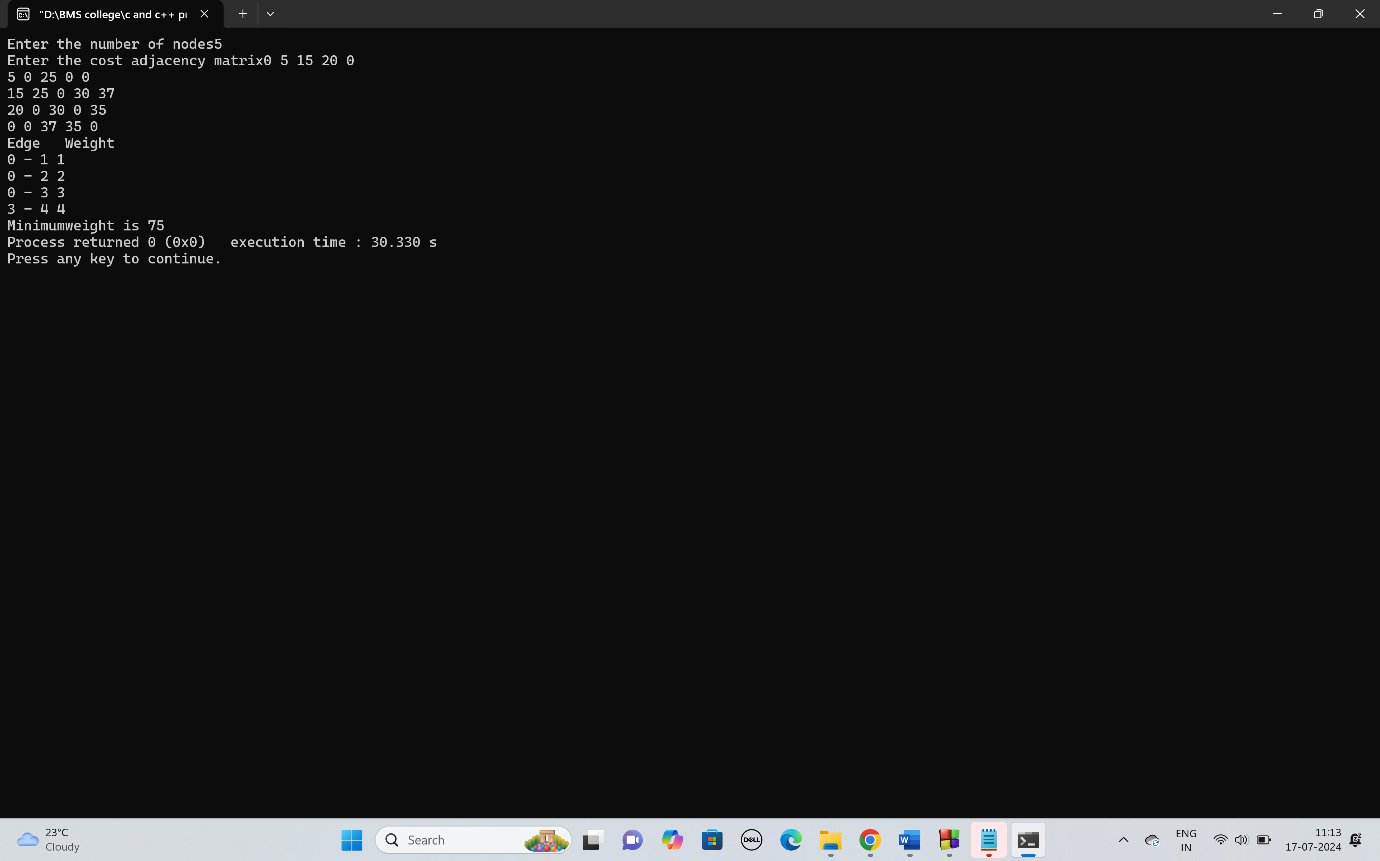 "D:\BMS college\c and c++ pr
Enter the number of nodes5
Enter the cost adjacency matrix0 5 15 20 0
5 0 25 0 0
15 25 0 30 37
20 0 30 0 35
0 0 37 35 0
Edge   Weight
0 - 1 1
0 - 2 2
0 - 3 3
3 - 4 4
Minimumweight is 75
Process returned 0 (0x0)   execution time : 30.330 s
Press any key to continue.
23°C
Cloudy
Search
DELL
W
ENG
IN
11:13
17-07-2024